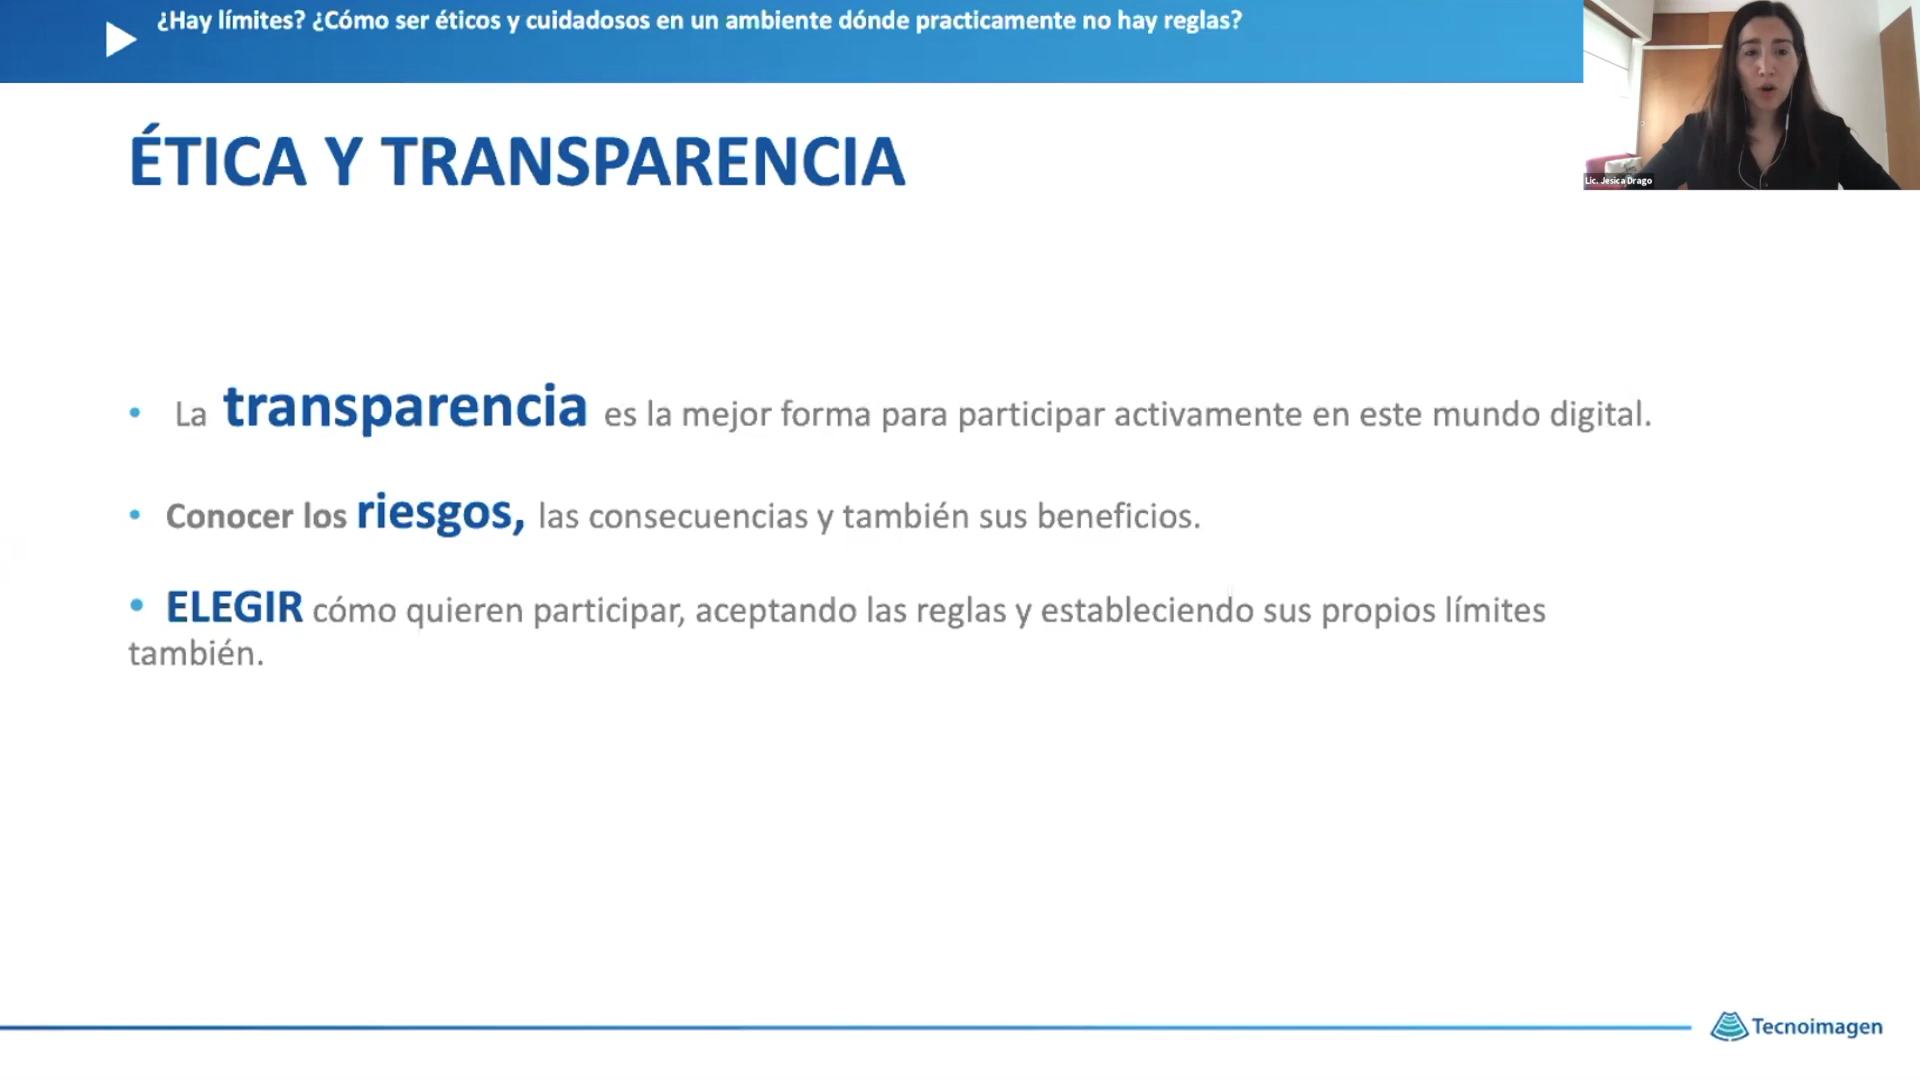 ¿Hay límites? ¿Cómo ser éticos y cuidadosos en un ambiente dónde practicamente no hay reglas?
Lic. Jesica Drago
ÉTICA Y TRANSPARENCIA
• La transparencia es la mejor forma para participar activamente en este mundo digital.
• Conocer los riesgos, las consecuencias y también sus beneficios.
• ELEGIR cómo quieren participar, aceptando las reglas y estableciendo sus propios límites
también.
Tecnoimagen